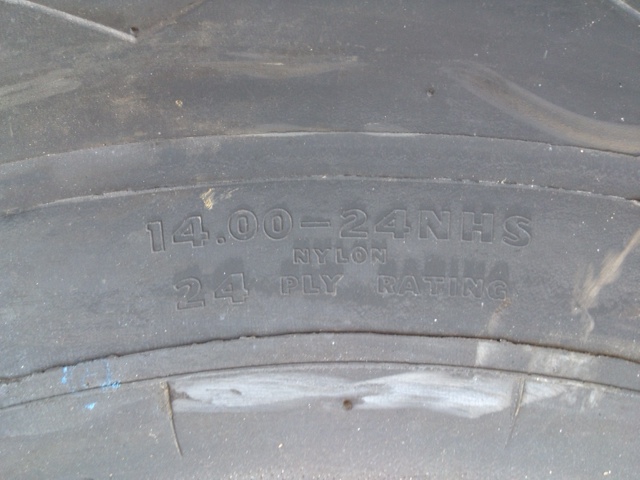 14.00-24NHS
NYLON
24 PLY RATING